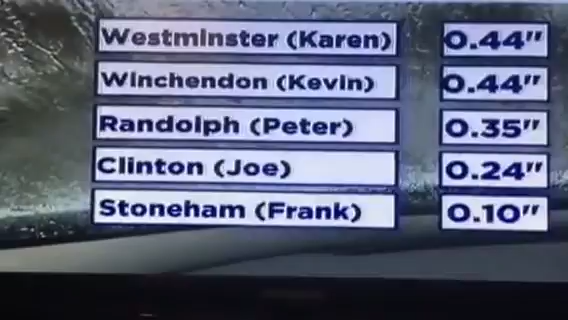 Westminster (Karen) 0.44"
Winchendon (Kevin) 0.44"
Randolph (Peter) 0.35"
Clinton (Joe) 0.24"
Stoneham (Frank) 0.10"